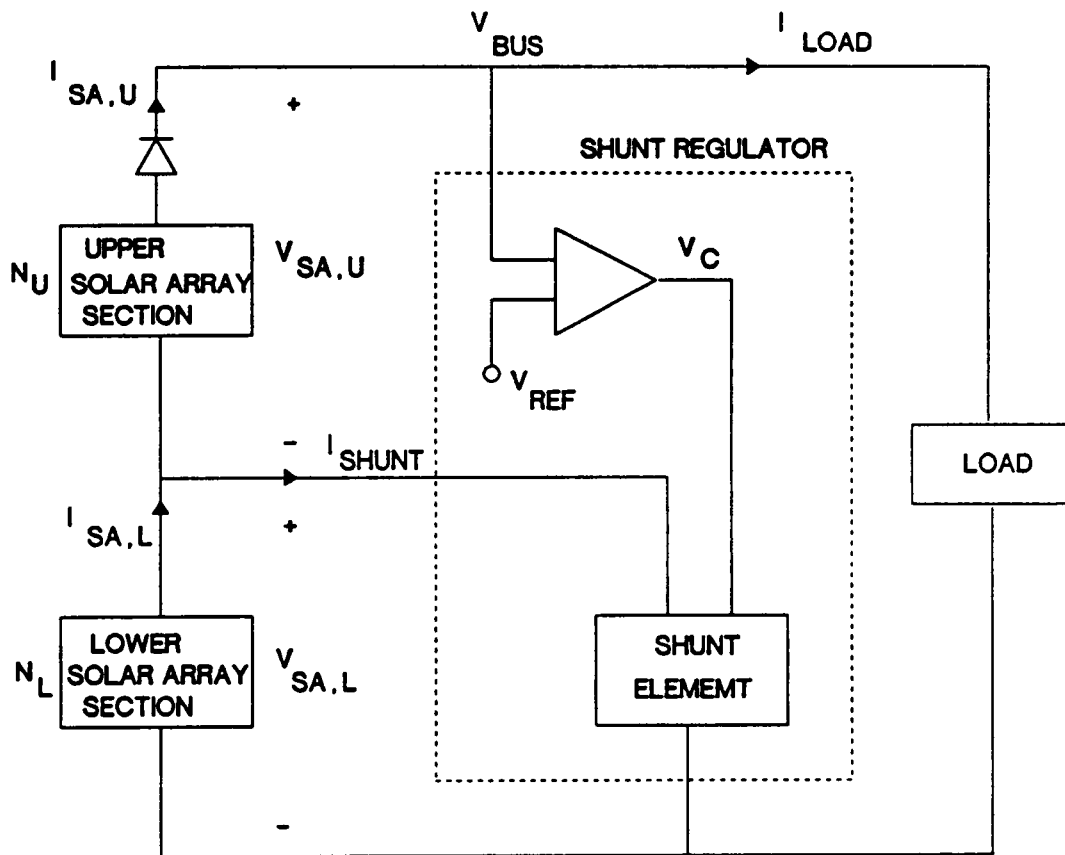 V
BUS
I
LOAD
I
SA,U
+
SHUNT REGULATOR
N
U
UPPER
SOLAR ARRAY
SECTION
V
SA,U
V
C
V
REF
-
I
SHUNT
LOAD
I
SA,L
+
N
L
LOWER
SOLAR ARRAY
SECTION
V
SA,L
SHUNT
ELEMEMT
-